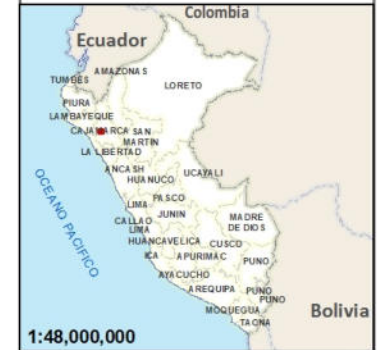 Colombia
Ecuador
AMAZONAS
TUMBES
LORETO
PIURA
LAMBAYEQUE
CAJAMARCA SAN
MARTIN
LA LIBERTAD
ANCASH
UCAYALI
HUANUCO
PASCO
LIMA
JUNIN
MADRE
DE DIOS
CALLAO
LIMA
HUANCAVELICA
CUSCO
ICA
APURIMAC
PUNO
AYACUCHO
AREQUIPA
PUNO
PUNO
MOQUEGUA
TACNA
OCEANO PACIFICO
Bolivia
1:48,000,000